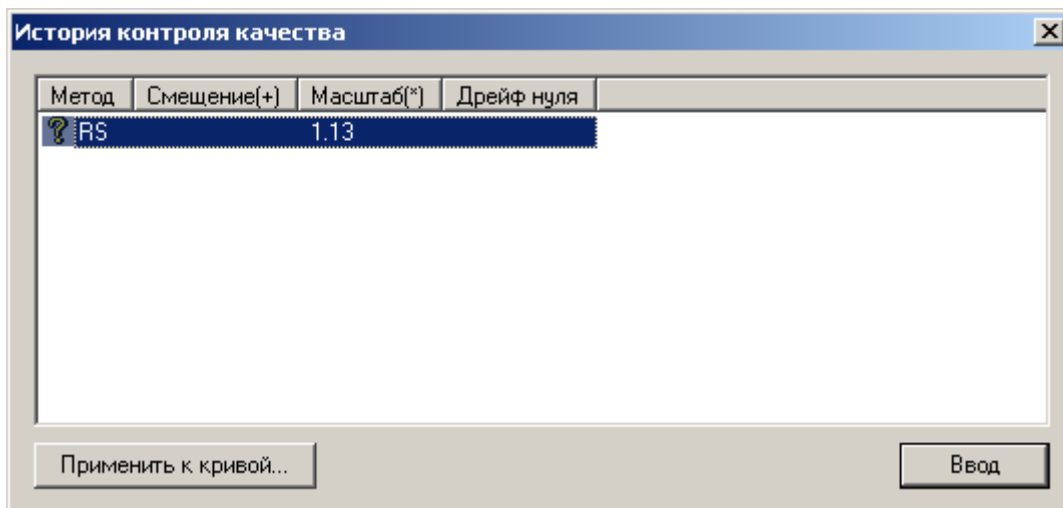 История контроля качества
Метод Смещение(+) Масштаб(*) Дрейф нуля
RS 1.13
Применить к кривой... Ввод